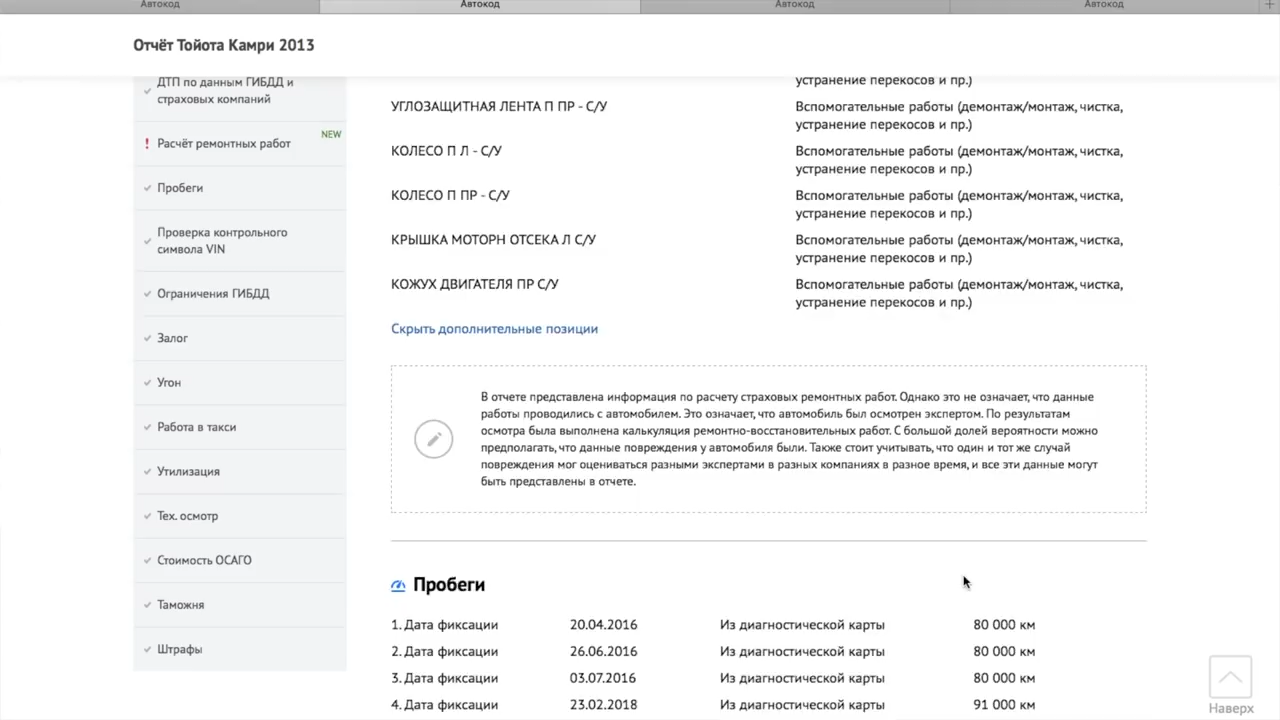 Автокод
Автокод
Автокод
Автокод
Отчёт Тойота Камри 2013
ДТП по данным ГИБДД и
страховых компаний
Расчёт ремонтных работ
NEW
Пробеги
Проверка контрольного
символа VIN
Ограничения ГИБДД
Залог
Угон
Работа в такси
Утилизация
Тех. осмотр
Стоимость ОСАГО
Таможня
Штрафы
устранение перекосов и пр.)
УГЛОЗАЩИТНАЯ ЛЕНТА П ПР - С/У
Вспомогательные работы (демонтаж/монтаж, чистка,
устранение перекосов и пр.)
КОЛЕСО П Л - С/У
Вспомогательные работы (демонтаж/монтаж, чистка,
устранение перекосов и пр.)
КОЛЕСО П ПР - С/У
Вспомогательные работы (демонтаж/монтаж, чистка,
устранение перекосов и пр.)
КРЫШКА МОТОРН ОТСЕКА Л С/У
Вспомогательные работы (демонтаж/монтаж, чистка,
устранение перекосов и пр.)
КОЖУХ ДВИГАТЕЛЯ ПР С/У
Вспомогательные работы (демонтаж/монтаж, чистка,
устранение перекосов и пр.)
Скрыть дополнительные позиции
В отчете представлена информация по расчету страховых ремонтных работ. Однако это не означает, что данные
работы проводились с автомобилем. Это означает, что автомобиль был осмотрен экспертом. По результатам
осмотра была выполнена калькуляция ремонтно-восстановительных работ. С большой долей вероятности можно
предполагать, что данные повреждения у автомобиля были. Также стоит учитывать, что один и тот же случай
повреждения мог оцениваться разными экспертами в разных компаниях в разное время, и все эти данные могут
быть представлены в отчете.
Пробеги
1. Дата фиксации 20.04.2016 Из диагностической карты 80 000 км
2. Дата фиксации 26.06.2016 Из диагностической карты 80 000 км
3. Дата фиксации 03.07.2016 Из диагностической карты 80 000 км
4. Дата фиксации 23.02.2018 Из диагностической карты 91 000 км
Наверх